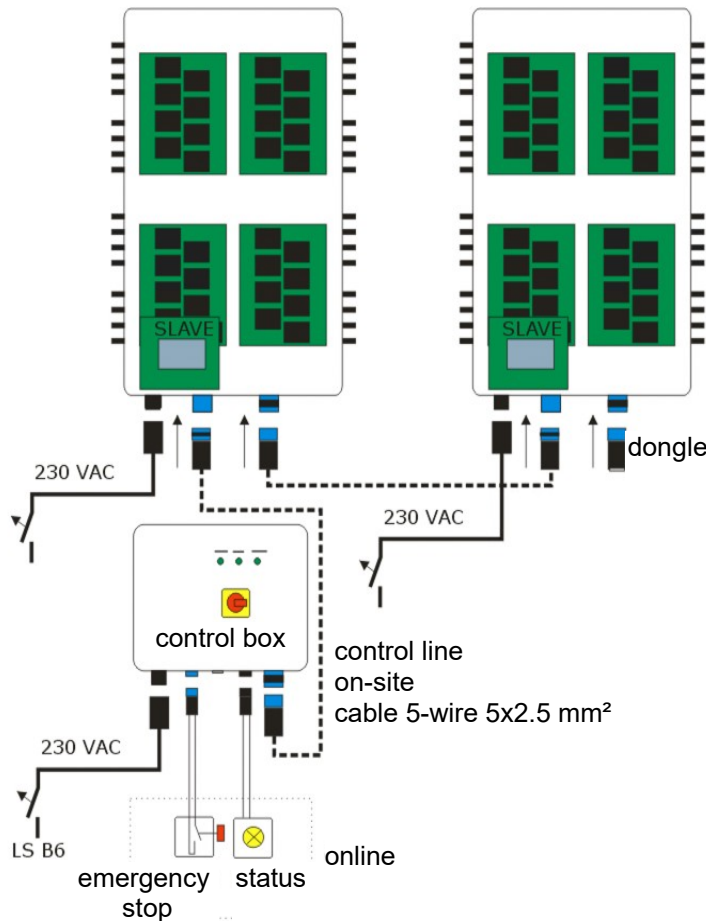 SLAVE
SLAVE
dongle
230 VAC
230 VAC
control box
control line
on-site
cable 5-wire 5x2.5 mm²
230 VAC
LS B6
online
emergency
stop
status